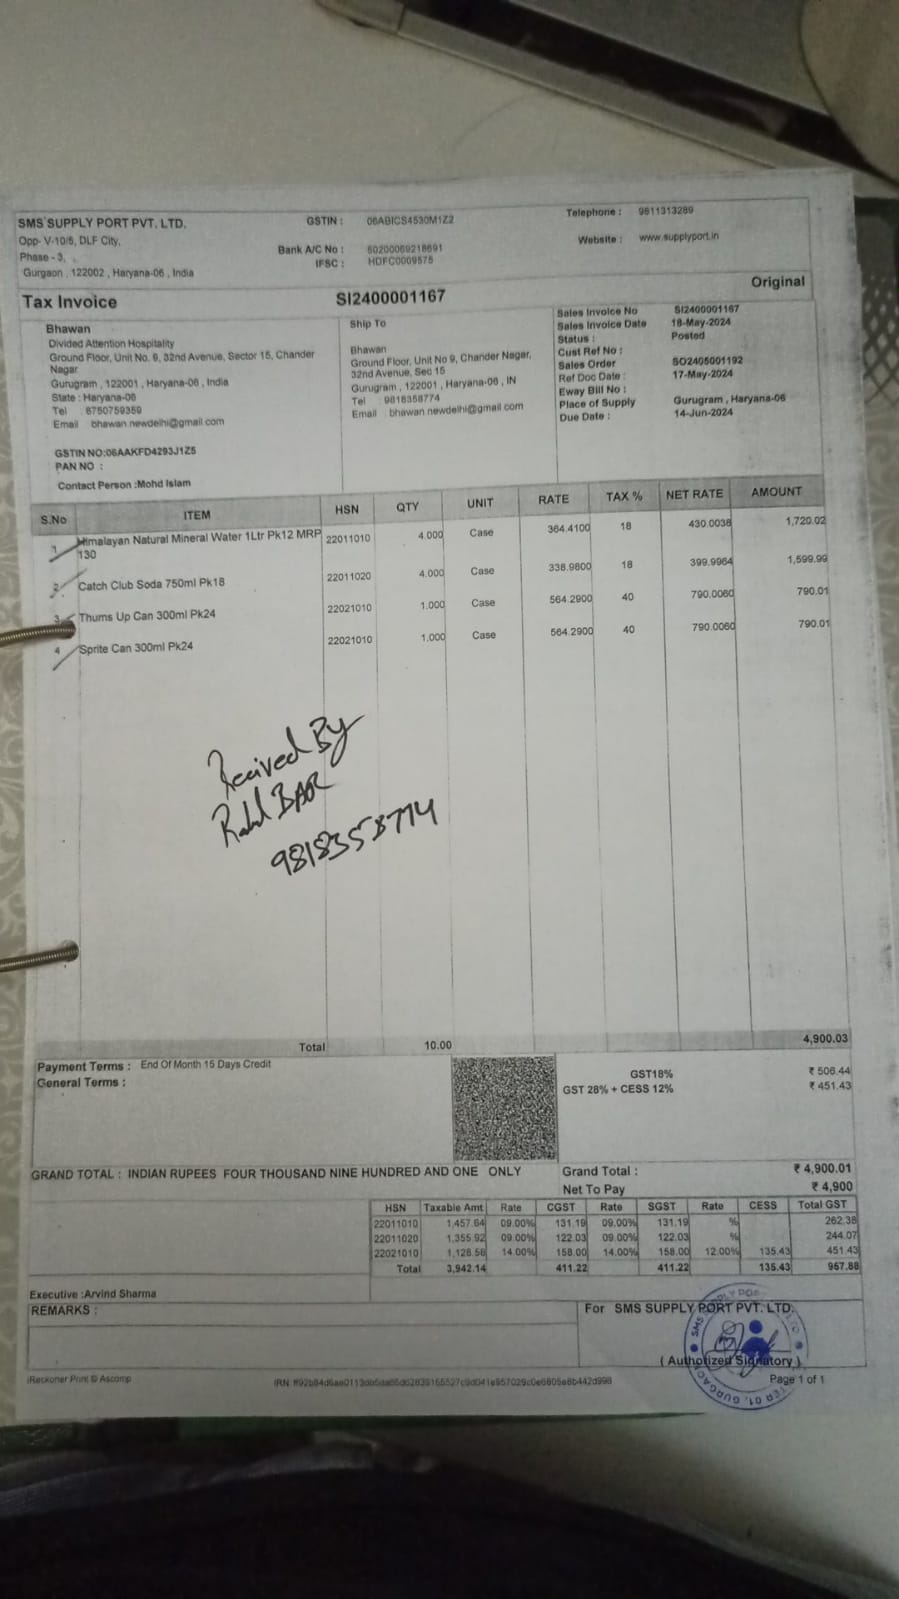 SMS SUPPLY PORT PVT. LTD.
Opp- V-10/5, DLF City,
Phase - 3,
Gurgaon , 122002 , Haryana-06 , India
GSTIN : 06ABICS4530M1Z2
Bank A/C No : 50200069218691
IFSC : HDFC0009575
Telephone : 9811313289
Website : www.supplyport.in
Original
Tax Invoice SI2400001167
Bhawan
Divided Attention Hospitality
Ground Floor, Unit No. 9, 32nd Avenue, Sector 15, Chander
Nagar
Gurugram , 122001 , Haryana-06 , India
State : Haryana-06
Tel : 8750759359
Email bhawan.newdelhi@gmail.com
GSTIN NO:06AAKFD4293J1Z5
PAN NO :
Contact Person :Mohd Islam
Ship To
Bhawan
Ground Floor, Unit No 9, Chander Nagar,
32nd Avenue, Sec 15
Gurugram , 122001 , Haryana-06 , IN
Tel : 9818358774
Email : bhawan.newdelhi@gmail.com
Sales Invoice No SI2400001167
Sales Invoice Date 18-May-2024
Status : Posted
Cust Ref No :
Sales Order SO2405001192
Ref Doc Date : 17-May-2024
Eway Bill No :
Place of Supply Gurugram , Haryana-06
Due Date : 14-Jun-2024
S.No ITEM HSN QTY UNIT RATE TAX % NET RATE AMOUNT
1 Himalayan Natural Mineral Water 1Ltr Pk12 MRP 22011010 4.000 Case 364.4100 18 430.0038 1,720.02
130
2 Catch Club Soda 750ml Pk18 22011020 4.000 Case 338.9800 18 399.9964 1,599.99
3 Thums Up Can 300ml Pk24 22021010 1.000 Case 564.2900 40 790.0060 790.01
4 Sprite Can 300ml Pk24 22021010 1.000 Case 564.2900 40 790.0060 790.01
Received By
BAR
9818358774
Total 10.00 4,900.03
Payment Terms : End Of Month 15 Days Credit
General Terms :
GST18% ₹ 506.44
GST 28% + CESS 12% ₹ 451.43
GRAND TOTAL : INDIAN RUPEES FOUR THOUSAND NINE HUNDRED AND ONE ONLY
Grand Total : ₹ 4,900.01
Net To Pay ₹ 4,900
HSN Taxable Amt Rate CGST Rate SGST Rate CESS Total GST
22011010 1,457.64 09.00% 131.19 09.00% 131.19 % 262.38
22011020 1,355.92 09.00% 122.03 09.00% 122.03 % 244.07
22021010 1,128.58 14.00% 158.00 14.00% 158.00 12.00% 135.43 451.43
Total 3,942.14 411.22 411.22 135.43 957.88
Executive :Arvind Sharma
REMARKS :
For SMS SUPPLY PORT PVT. LTD.
( Authorized Signatory )
iReckoner Print © Ascomp
Page 1 of 1